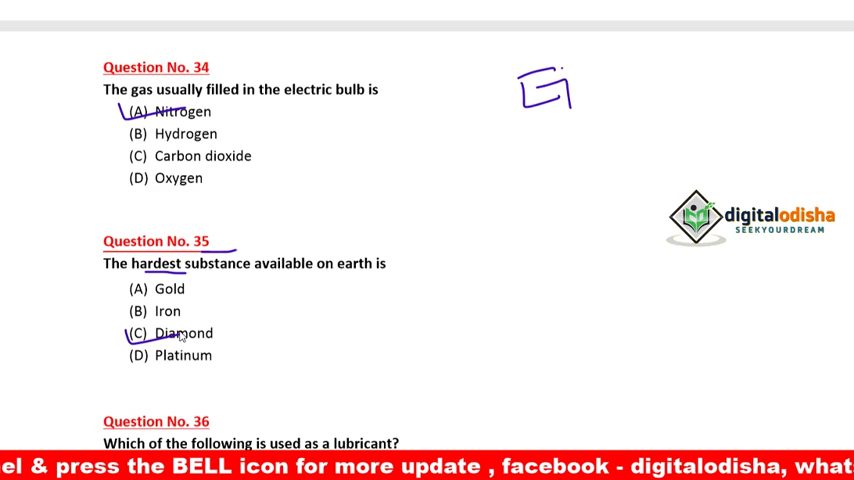 Question No. 34
The gas usually filled in the electric bulb is
(A) Nitrogen
(B) Hydrogen
(C) Carbon dioxide
(D) Oxygen
digitalodisha
SEEKYOURDREAM
Question No. 35
The hardest substance available on earth is
(A) Gold
(B) Iron
(C) Diamond
(D) Platinum
Question No. 36
Which of the following is used as a lubricant?
el & press the BELL icon for more update , facebook - digitalodisha, what